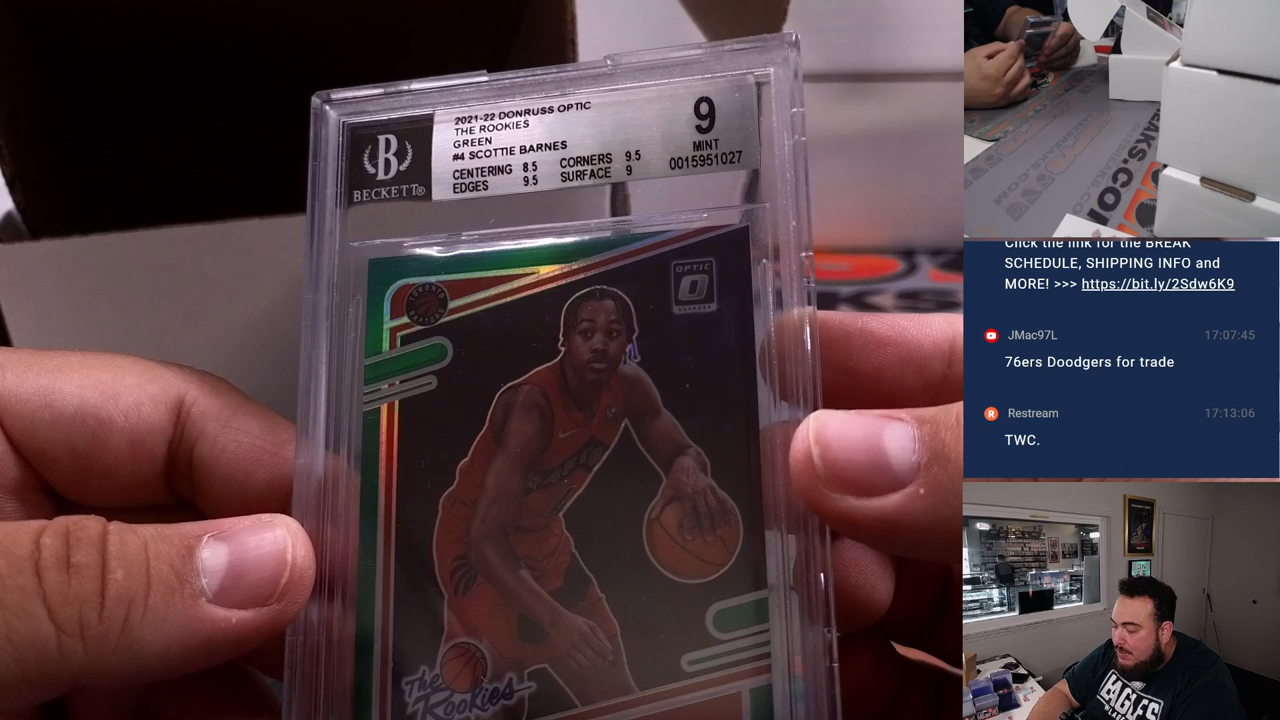 2021-22 DONRUSS OPTIC
THE ROOKIES
GREEN
#4 SCOTTIE BARNES
CENTERING 8.5 CORNERS 9.5
EDGES 9.5 SURFACE 9
9
MINT
0015951027
B
BECKETT®
TORONTO
RAPTORS
OPTIC
O
DONRUSS
The
Rookies
Click the link for the BREAK
SCHEDULE, SHIPPING INFO and
MORE! >>> https://bit.ly/2Sdw6K9
JMac97L 17:07:45
76ers Doodgers for trade
R Restream 17:13:06
TWC.
EAGLES